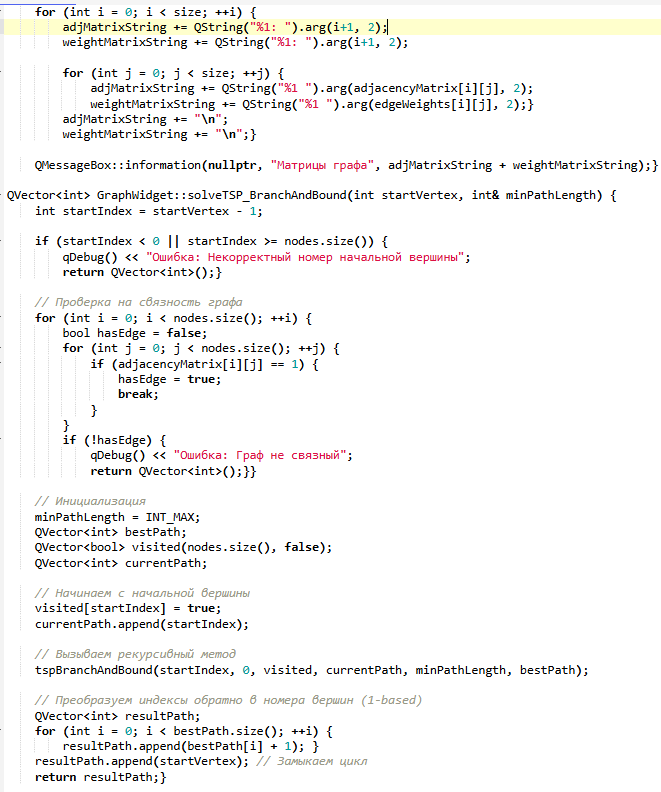 for (int i = 0; i < size; ++i) {
adjMatrixString += QString("%1: ").arg(i+1, 2);
weightMatrixString += QString("%1: ").arg(i+1, 2);
for (int j = 0; j < size; ++j) {
adjMatrixString += QString("%1 ").arg(adjacencyMatrix[i][j], 2);
weightMatrixString += QString("%1 ").arg(edgeWeights[i][j], 2);}
adjMatrixString += "\n";
weightMatrixString += "\n";}
QMessageBox::information(nullptr, "Матрицы графа", adjMatrixString + weightMatrixString);}
QVector<int> GraphWidget::solveTSP_BranchAndBound(int startVertex, int& minPathLength) {
int startIndex = startVertex - 1;
if (startIndex < 0 || startIndex >= nodes.size()) {
qDebug() << "Ошибка: Некорректный номер начальной вершины";
return QVector<int>();}
// Проверка на связность графа
for (int i = 0; i < nodes.size(); ++i) {
bool hasEdge = false;
for (int j = 0; j < nodes.size(); ++j) {
if (adjacencyMatrix[i][j] == 1) {
hasEdge = true;
break;
}
}
if (!hasEdge) {
qDebug() << "Ошибка: Граф не связный";
return QVector<int>();}}
// Инициализация
minPathLength = INT_MAX;
QVector<int> bestPath;
QVector<bool> visited(nodes.size(), false);
QVector<int> currentPath;
// Начинаем с начальной вершины
visited[startIndex] = true;
currentPath.append(startIndex);
// Вызываем рекурсивный метод
tspBranchAndBound(startIndex, 0, visited, currentPath, minPathLength, bestPath);
// Преобразуем индексы обратно в номера вершин (1-based)
QVector<int> resultPath;
for (int i = 0; i < bestPath.size(); ++i) {
resultPath.append(bestPath[i] + 1); }
resultPath.append(startVertex); // Замыкаем цикл
return resultPath;}